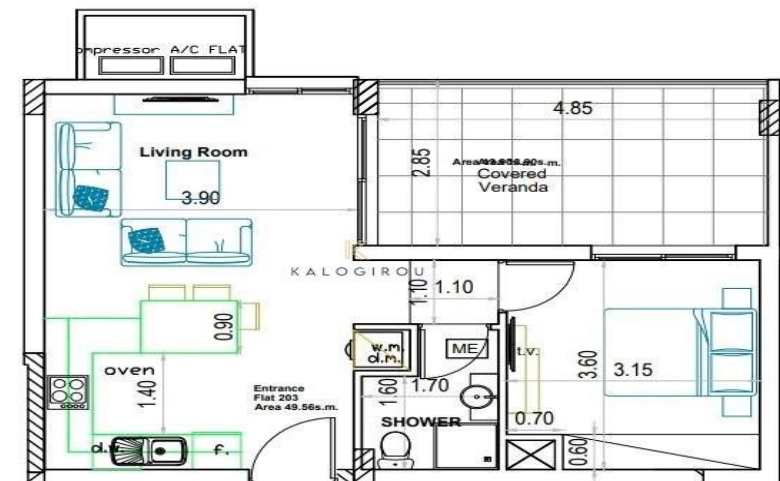 ompressor A/C FLAT
4.85
Living Room
2.85
Covered
Veranda
3.90
KALOGIROU
1.10
1.10
0.90
w.m.
d.m.
ME
t.v.
3.60
3.15
oven
1.40
Entrance
Flat 203
Area 49.56s.m.
1.60
1.70
SHOWER
0.70
d.w.
f.
0.60